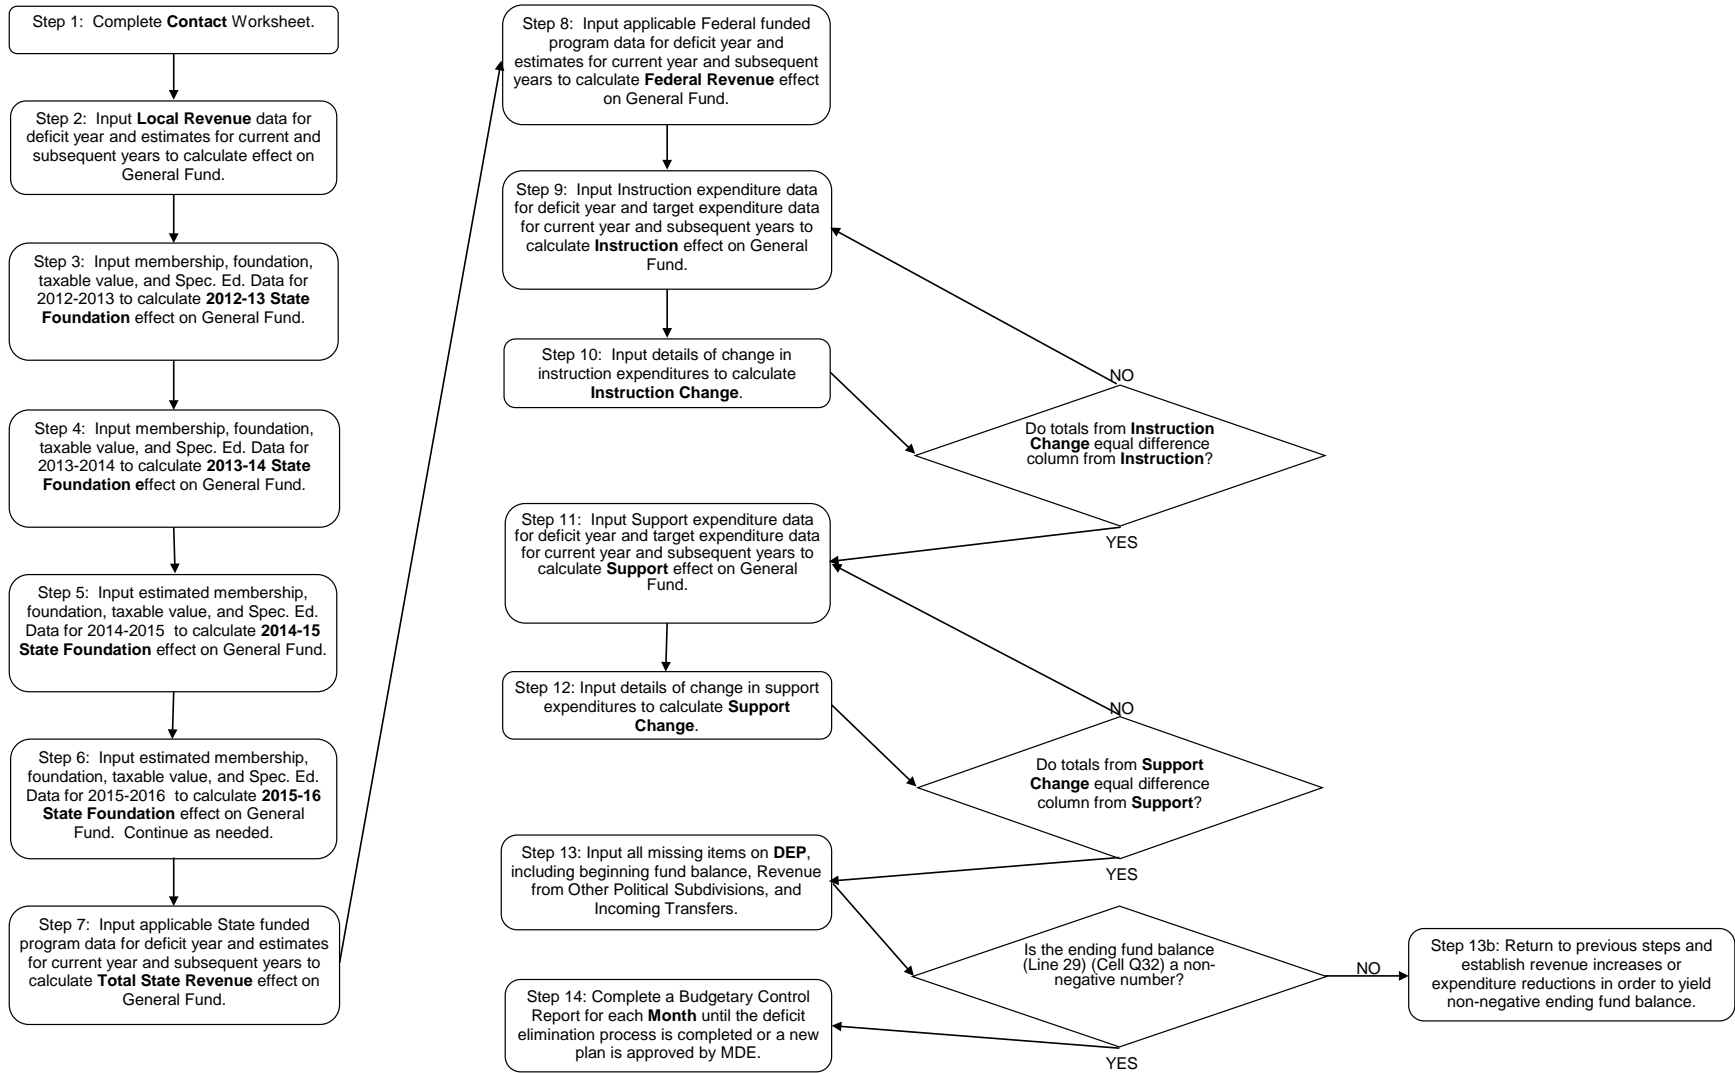 Step 1:  Complete Contact Worksheet.
Step 2:  Input Local Revenue data for
deficit year and estimates for current and
subsequent years to calculate effect on
General Fund.
Step 3:  Input membership, foundation,
taxable value, and Spec. Ed. Data for
2012-2013 to calculate 2012-13 State
Foundation effect on General Fund.
Step 4:  Input membership, foundation,
taxable value, and Spec. Ed. Data for
2013-2014 to calculate 2013-14 State
Foundation effect on General Fund.
Step 5:  Input estimated membership,
foundation, taxable value, and Spec. Ed.
Data for 2014-2015  to calculate 2014-15
State Foundation effect on General Fund.
Step 6:  Input estimated membership,
foundation, taxable value, and Spec. Ed.
Data for 2015-2016  to calculate 2015-16
State Foundation effect on General
Fund.  Continue as needed.
Step 7:  Input applicable State funded
program data for deficit year and estimates
for current year and subsequent years to
calculate Total State Revenue effect on
General Fund.
Step 8:  Input applicable Federal funded
program data for deficit year and
estimates for current year and subsequent
years to calculate Federal Revenue effect
on General Fund.
Step 9:  Input Instruction expenditure data
for deficit year and target expenditure data
for current year and subsequent years to
calculate Instruction effect on General
Fund.
Step 10:  Input details of change in
instruction expenditures to calculate
Instruction Change.
NO
Do totals from Instruction
Change equal difference
column from Instruction?
YES
Step 11:  Input Support expenditure data
for deficit year and target expenditure data
for current year and subsequent years to
calculate Support effect on General
Fund.
Step 12: Input details of change in support
expenditures to calculate Support
Change.
NO
Do totals from Support
Change equal difference
column from Support?
YES
Step 13: Input all missing items on DEP,
including beginning fund balance, Revenue
from Other Political Subdivisions, and
Incoming Transfers.
Is the ending fund balance
(Line 29) (Cell Q32) a non-
negative number?
NO
Step 13b: Return to previous steps and
establish revenue increases or
expenditure reductions in order to yield
non-negative ending fund balance.
YES
Step 14: Complete a Budgetary Control
Report for each Month until the deficit
elimination process is completed or a new
plan is approved by MDE.